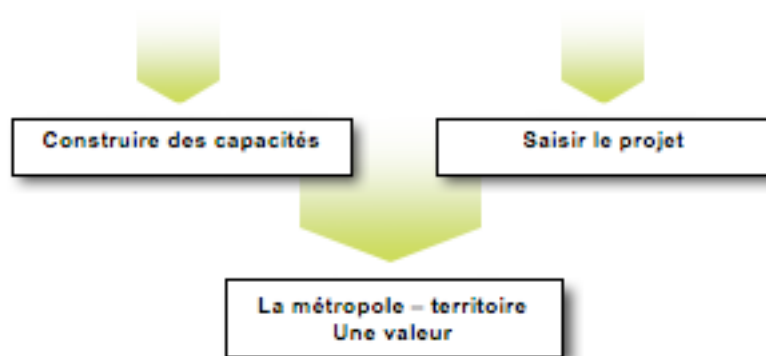 Construire des capacités
Saisir le projet
La métropole – territoire
Une valeur